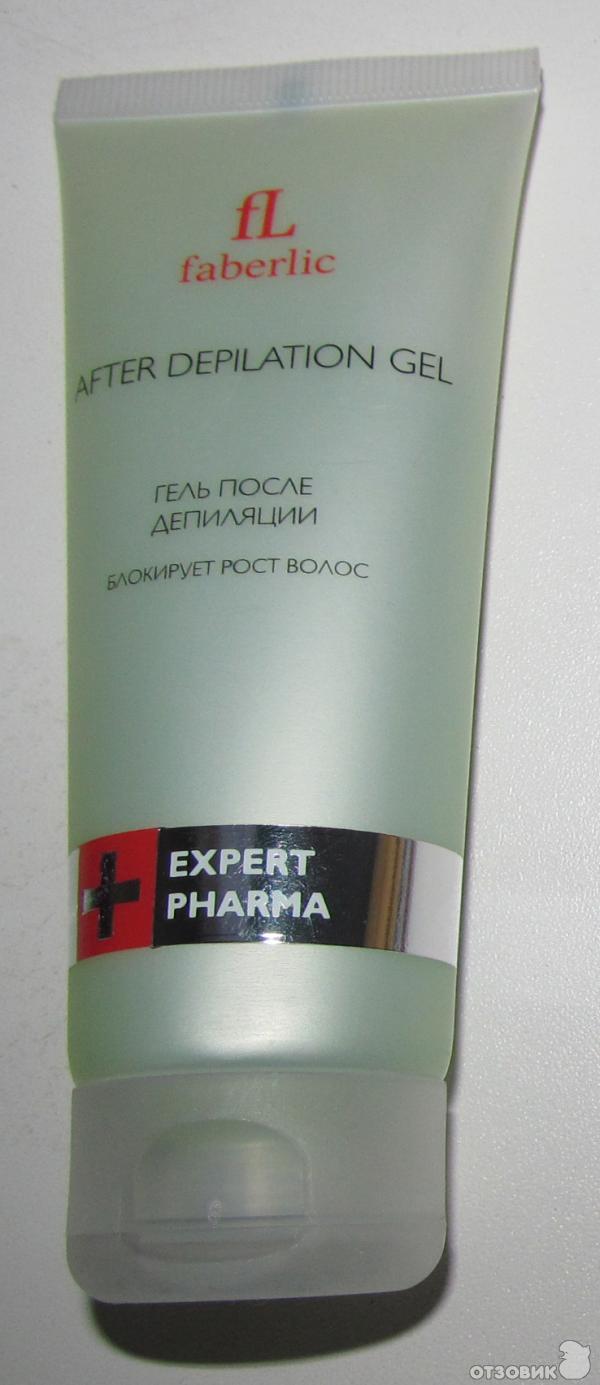 fL
faberlic
AFTER DEPILATION GEL
ГЕЛЬ ПОСЛЕ
ДЕПИЛЯЦИИ
БЛОКИРУЕТ РОСТ ВОЛОС
EXPERT
PHARMA
ОТЗОВИК